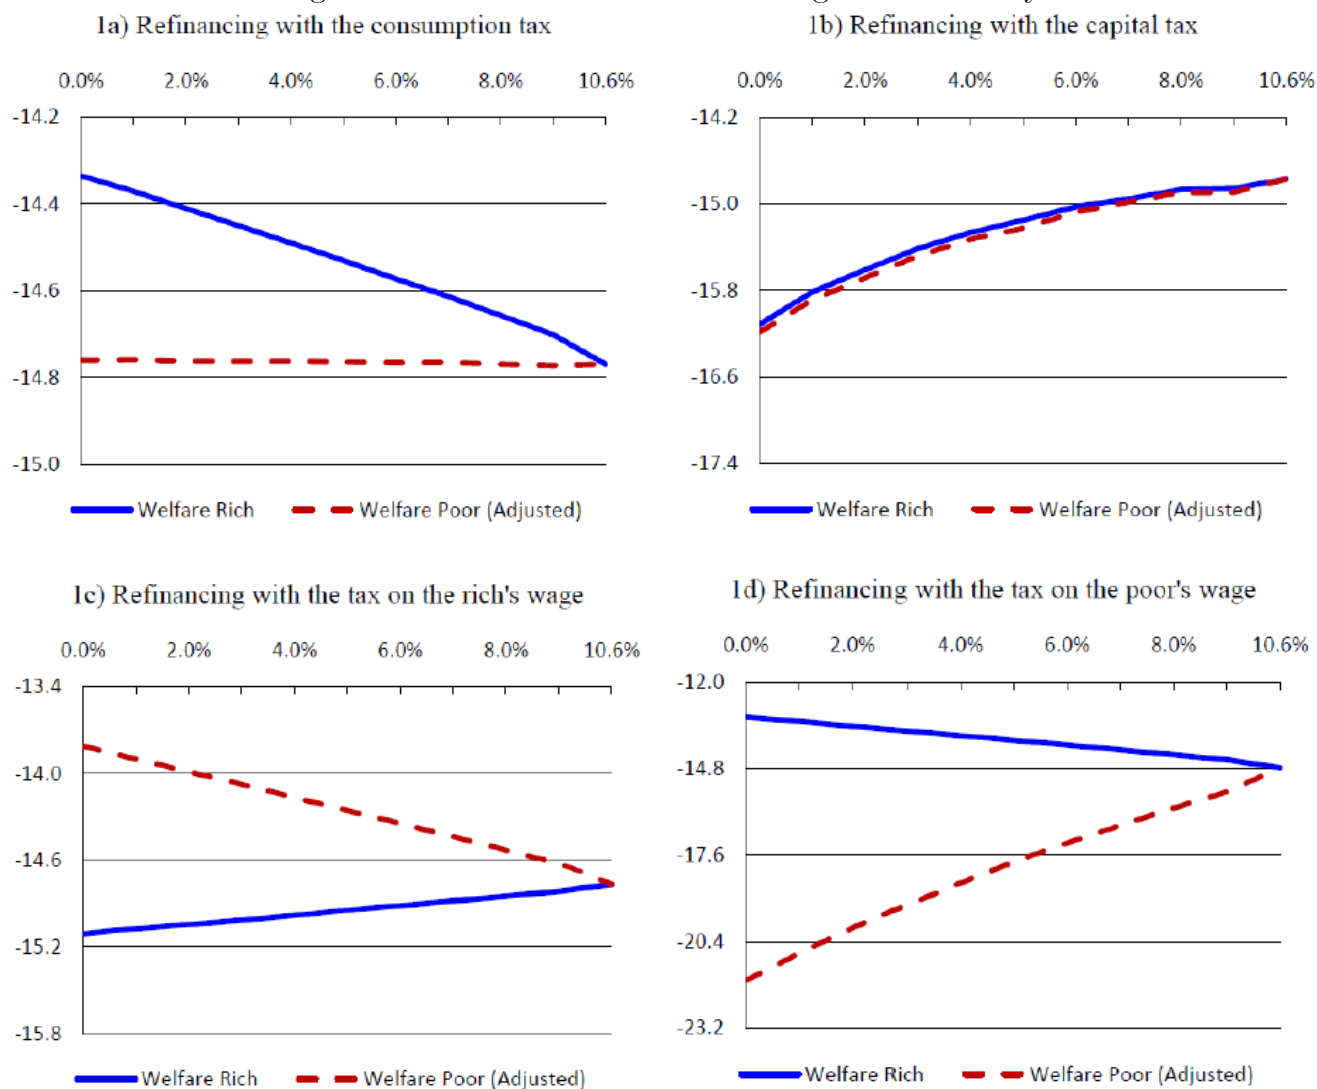 1a) Refinancing with the consumption tax
0.0% 2.0% 4.0% 6.0% 8.0% 10.6%
-14.2
-14.4
-14.6
-14.8
-15.0
Welfare Rich Welfare Poor (Adjusted)
1b) Refinancing with the capital tax
0.0% 2.0% 4.0% 6.0% 8.0% 10.6%
-14.2
-15.0
-15.8
-16.6
-17.4
Welfare Rich Welfare Poor (Adjusted)
1c) Refinancing with the tax on the rich's wage
0.0% 2.0% 4.0% 6.0% 8.0% 10.6%
-13.4
-14.0
-14.6
-15.2
-15.8
Welfare Rich Welfare Poor (Adjusted)
1d) Refinancing with the tax on the poor's wage
0.0% 2.0% 4.0% 6.0% 8.0% 10.6%
-12.0
-14.8
-17.6
-20.4
-23.2
Welfare Rich Welfare Poor (Adjusted)